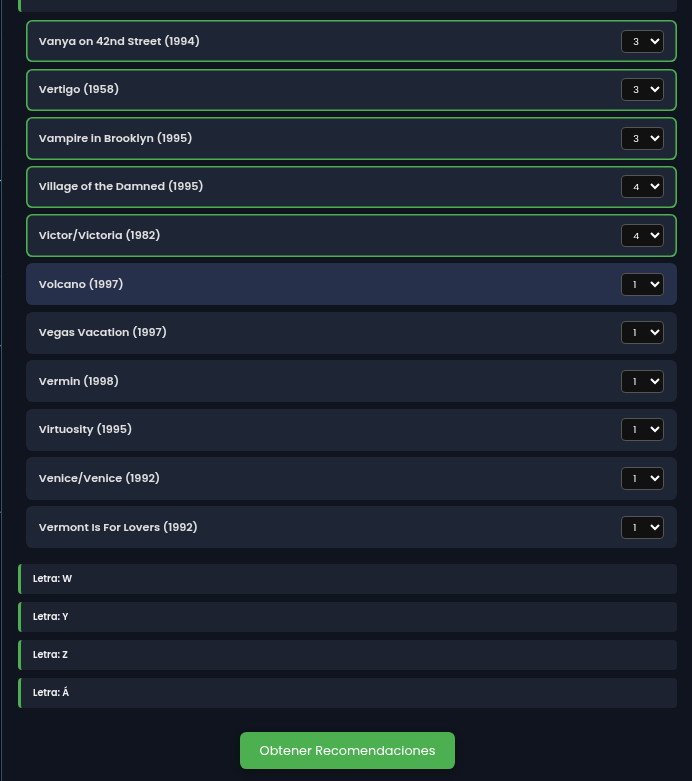 Vanya on 42nd Street (1994) 3
Vertigo (1958) 3
Vampire in Brooklyn (1995) 3
Village of the Damned (1995) 4
Victor/Victoria (1982) 4
Volcano (1997) 1
Vegas Vacation (1997) 1
Vermin (1998) 1
Virtuosity (1995) 1
Venice/Venice (1992) 1
Vermont Is For Lovers (1992) 1
Letra: W
Letra: Y
Letra: Z
Letra: Á
Obtener Recomendaciones